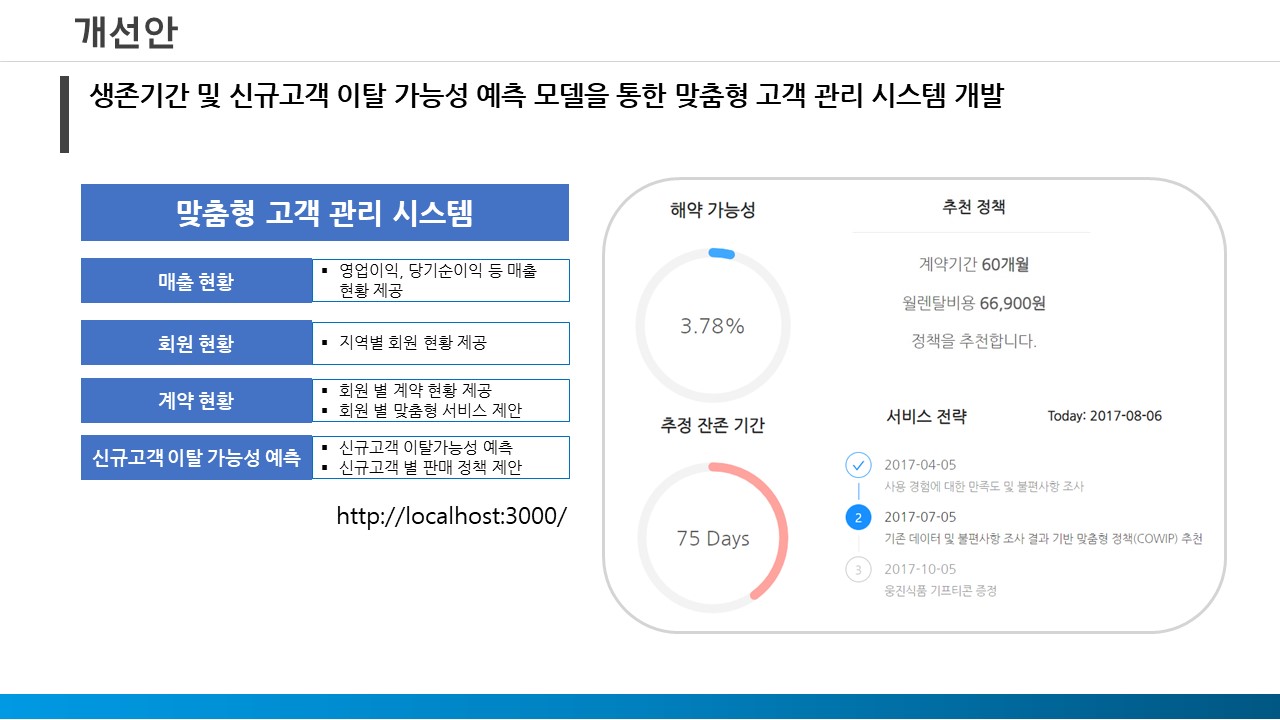 개선안
생존기간 및 신규고객 이탈 가능성 예측 모델을 통한 맞춤형 고객 관리 시스템 개발
맞춤형 고객 관리 시스템
매출 현황
▪ 영업이익, 당기순이익 등 매출
현황 제공
회원 현황
▪ 지역별 회원 현황 제공
계약 현황
▪ 회원 별 계약 현황 제공
▪ 회원 별 맞춤형 서비스 제안
신규고객 이탈 가능성 예측
▪ 신규고객 이탈가능성 예측
▪ 신규고객 별 판매 정책 제안
http://localhost:3000/
해약 가능성
3.78%
추정 잔존 기간
75 Days
추천 정책
계약기간 60개월
월렌탈비용 66,900원
정책을 추천합니다.
서비스 전략
Today: 2017-08-06
2017-04-05
사용 경험에 대한 만족도 및 불편사항 조사
2
2017-07-05
기존 데이터 및 불편사항 조사 결과 기반 맞춤형 정책(COWIP) 추천
3
2017-10-05
웅진식품 기프티콘 증정